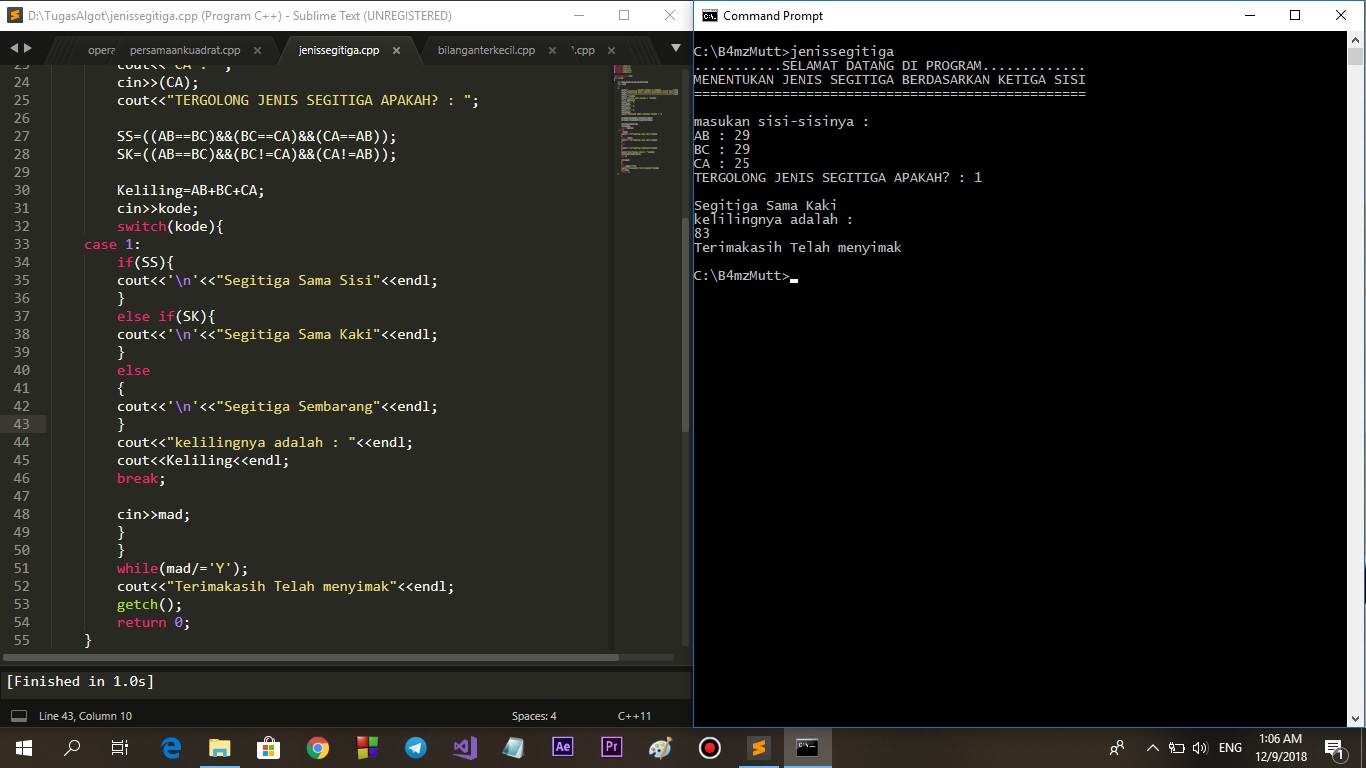 D:\TugasAlgot\jenissegitiga.cpp (Program C++) - Sublime Text (UNREGISTERED)
opera persamaankuadrat.cpp jenissegitiga.cpp bilanganterkecil.cpp '.cpp
23 cout<<"CA : ";
24 cin>>(CA);
25 cout<<"TERGOLONG JENIS SEGITIGA APAKAH? : ";
26
27 SS=((AB==BC)&&(BC==CA)&&(CA==AB));
28 SK=((AB==BC)&&(BC!=CA)&&(CA!=AB));
29
30 Keliling=AB+BC+CA;
31 cin>>kode;
32 switch(kode){
33 case 1:
34 if(SS){
35 cout<<'\n'<<"Segitiga Sama Sisi"<<endl;
36 }
37 else if(SK){
38 cout<<'\n'<<"Segitiga Sama Kaki"<<endl;
39 }
40 else
41 {
42 cout<<'\n'<<"Segitiga Sembarang"<<endl;
43 }
44 cout<<"kelilingnya adalah : "<<endl;
45 cout<<Keliling<<endl;
46 break;
47
48 cin>>mad;
49 }
50 }
51 while(mad/='Y');
52 cout<<"Terimakasih Telah menyimak"<<endl;
53 getch();
54 return 0;
55 }
[Finished in 1.0s]
Line 43, Column 10 Spaces: 4 C++11
Command Prompt
C:\B4mzMutt>jenissegitiga
...........SELAMAT DATANG DI PROGRAM.............
MENENTUKAN JENIS SEGITIGA BERDASARKAN KETIGA SISI
=================================================
masukan sisi-sisinya :
AB : 29
BC : 29
CA : 25
TERGOLONG JENIS SEGITIGA APAKAH? : 1
Segitiga Sama Kaki
kelilingnya adalah :
83
Terimakasih Telah menyimak
C:\B4mzMutt>
Ae Pr ENG 1:06 AM
12/9/2018 1